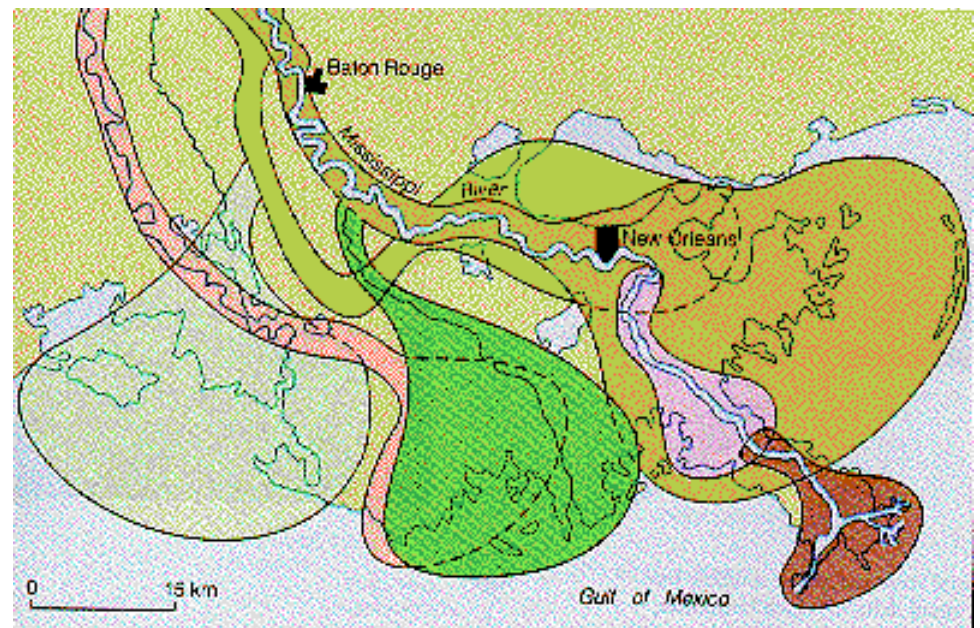 Baton Rouge
Mississippi River
New Orleans
0 15 km
Gulf of Mexico